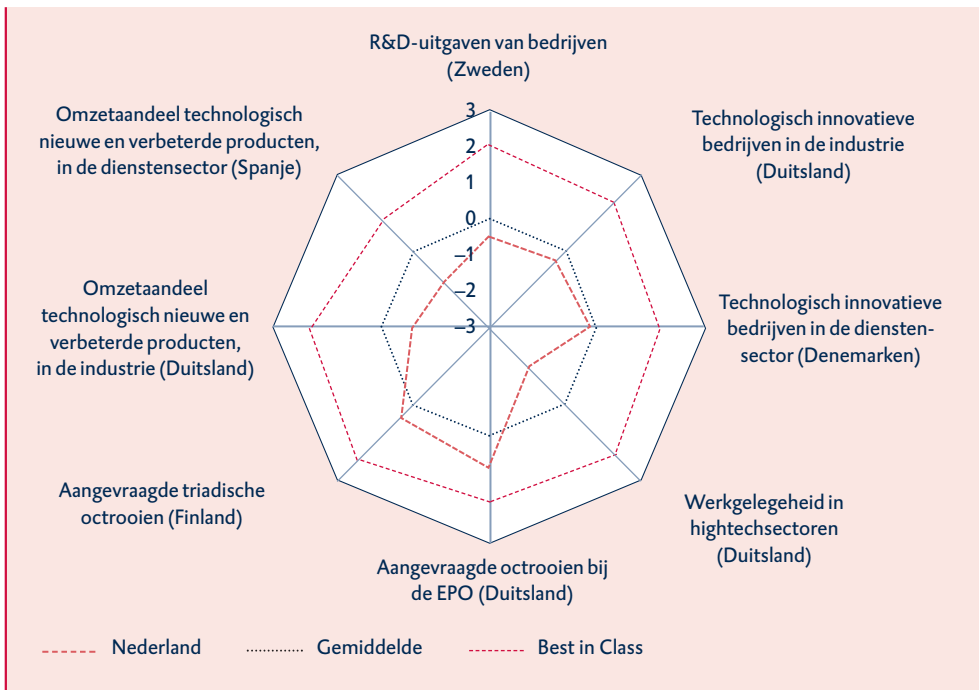 R&D-uitgaven van bedrijven
(Zweden)
Omzetaandeel technologisch
nieuwe en verbeterde producten,
in de dienstensector (Spanje)
Technologisch innovatieve
bedrijven in de industrie
(Duitsland)
3
2
1
0
–1
–2
–3
Omzetaandeel
technologisch nieuwe en
verbeterde producten,
in de industrie (Duitsland)
Technologisch innovatieve
bedrijven in de diensten-
sector (Denemarken)
Aangevraagde triadische
octrooien (Finland)
Werkgelegeheid in
hightechsectoren
(Duitsland)
Aangevraagde octrooien bij
de EPO (Duitsland)
Nederland
Gemiddelde
Best in Class